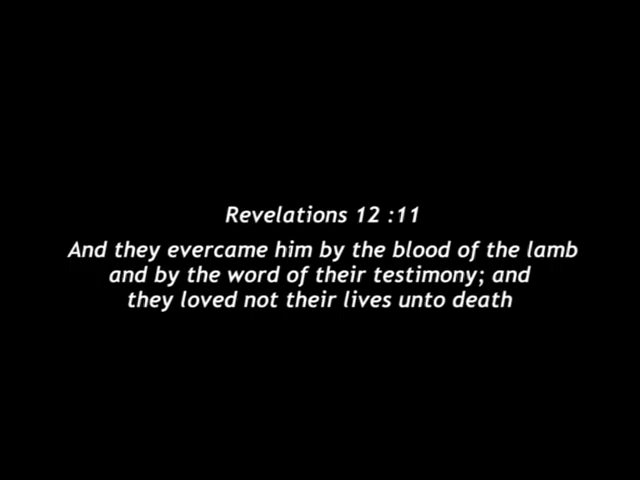 Revelations 12 :11
And they evercame him by the blood of the lamb
and by the word of their testimony; and
they loved not their lives unto death